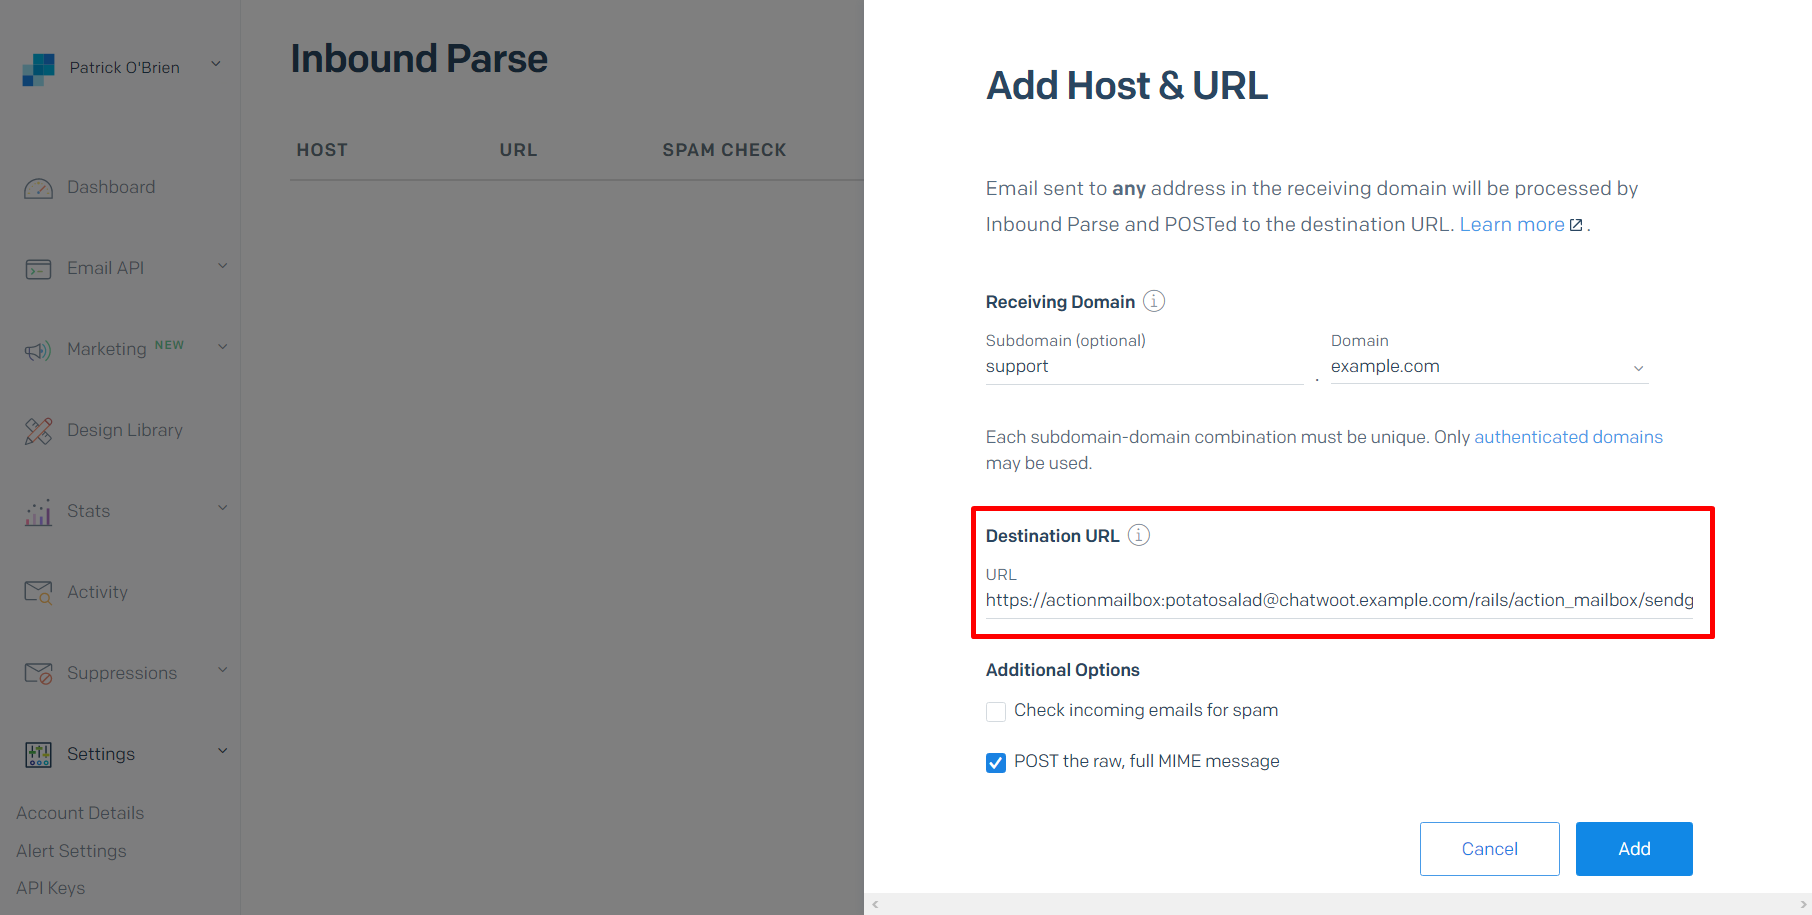 Patrick O'Brien
Dashboard
Email API
Marketing NEW
Design Library
Stats
Activity
Suppressions
Settings
Account Details
Alert Settings
API Keys
Inbound Parse
HOST URL SPAM CHECK
Add Host & URL
Email sent to any address in the receiving domain will be processed by
Inbound Parse and POSTed to the destination URL. Learn more .
Receiving Domain
Subdomain (optional) Domain
support . example.com
Each subdomain-domain combination must be unique. Only authenticated domains
may be used.
Destination URL
URL
https://actionmailbox:potatosalad@chatwoot.example.com/rails/action_mailbox/sendg
Additional Options
Check incoming emails for spam
POST the raw, full MIME message
Cancel Add